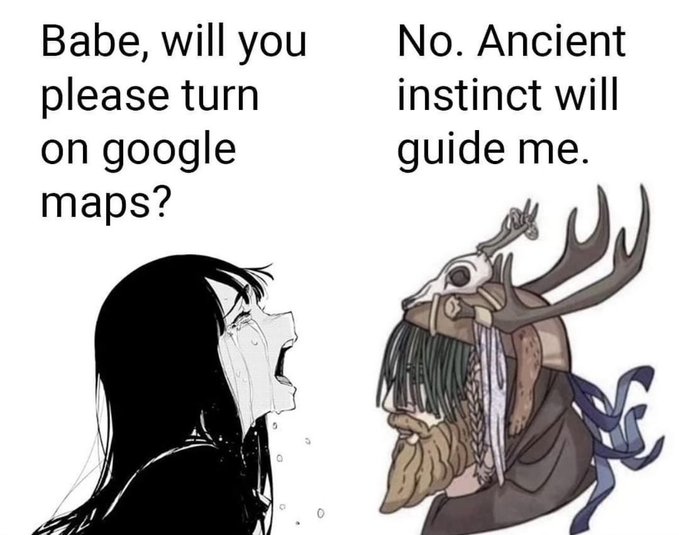 Babe, will you
please turn
on google
maps?
No. Ancient
instinct will
guide me.